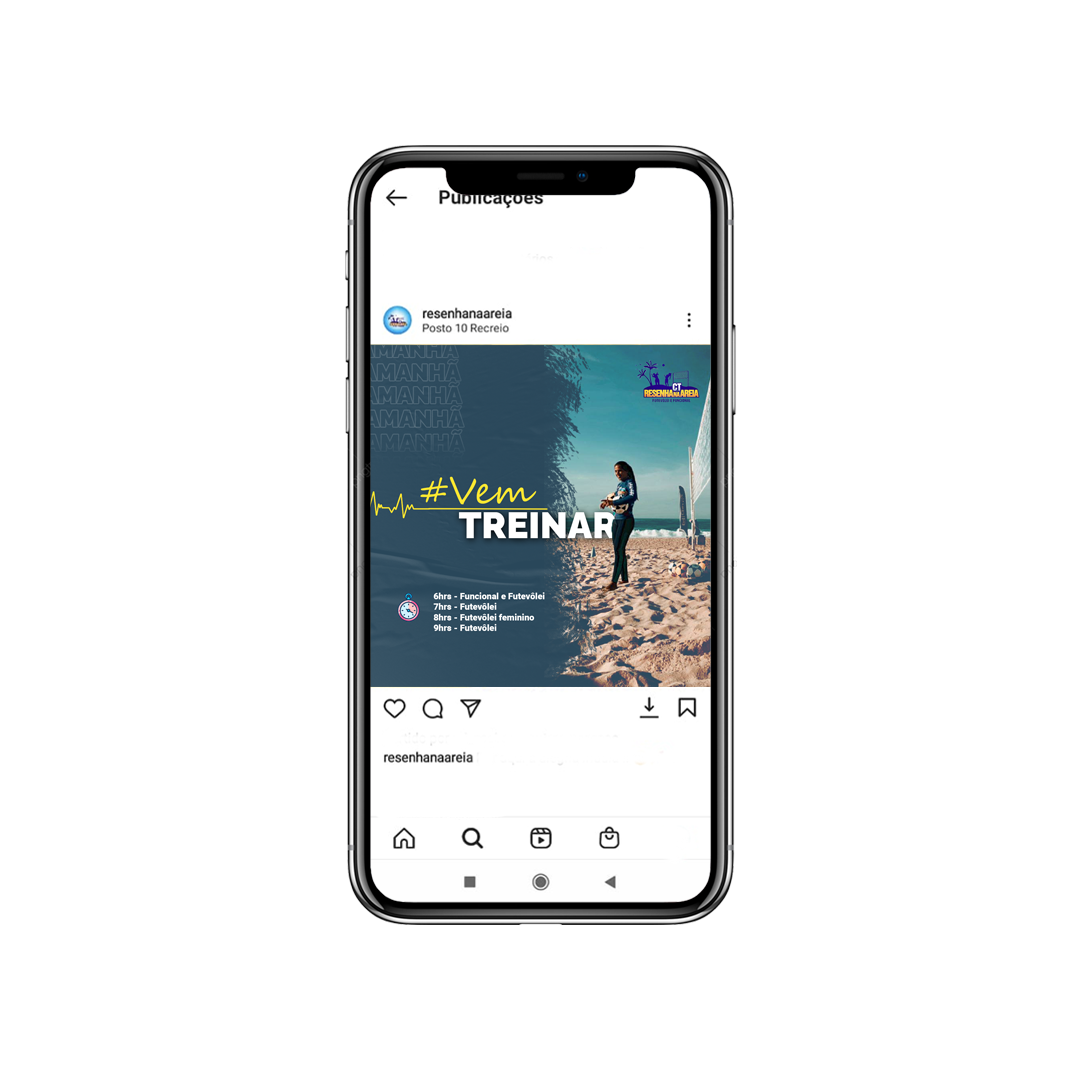 Publicações
resenhanaareia
Posto 10 Recreio
AMANHÃ
AMANHÃ
AMANHÃ
AMANHÃ
AMANHÃ
CT
RESENHA NA AREIA
#Vem
TREINAR
6hrs - Funcional e Futevôlei
7hrs - Futevôlei
8hrs - Futevôlei feminino
9hrs - Futevôlei
resenhanaareia